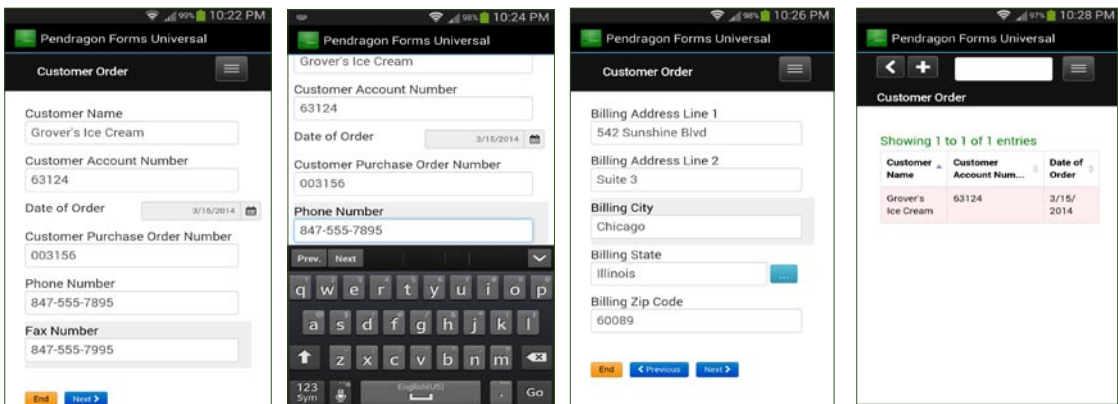 99% 10:22 PM
Pendragon Forms Universal
Customer Order
Customer Name
Grover's Ice Cream
Customer Account Number
63124
Date of Order
3/15/2014
Customer Purchase Order Number
003156
Phone Number
847-555-7895
Fax Number
847-555-7995
End
Next
98% 10:24 PM
Pendragon Forms Universal
Grover's Ice Cream
Customer Account Number
63124
Date of Order
3/15/2014
Customer Purchase Order Number
003156
Phone Number
847-555-7895
Prev. Next
q w e r t y u i o p
a s d f g h j k l
z x c v b n m
123
Sym
English(US)
.
Go
98% 10:26 PM
Pendragon Forms Universal
Customer Order
Billing Address Line 1
542 Sunshine Blvd
Billing Address Line 2
Suite 3
Billing City
Chicago
Billing State
Illinois
...
Billing Zip Code
60089
End
Previous
Next
97% 10:28 PM
Pendragon Forms Universal
Customer Order
Showing 1 to 1 of 1 entries
Customer Name
Customer Account Num...
Date of Order
Grover's Ice Cream
63124
3/15/2014